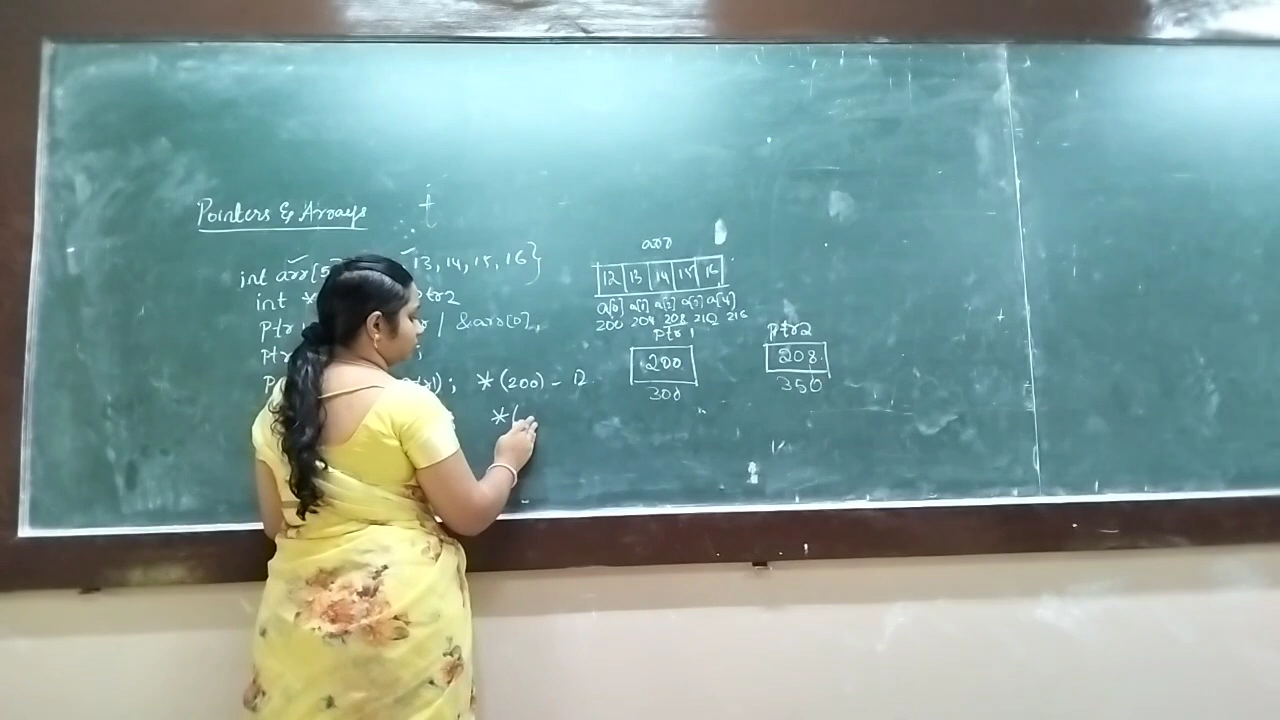 Pointers & Arrays
int arr[5] 13, 14, 15, 16}
int * ptr2
ptr1 / &arr[0],
ptr ;
; *(200) - 12
*(
arr
12 13 14 15 16
a[0] a[1] a[2] a[3] a[4]
200 204 208 212 216
ptr1
200
300
ptr2
208
350